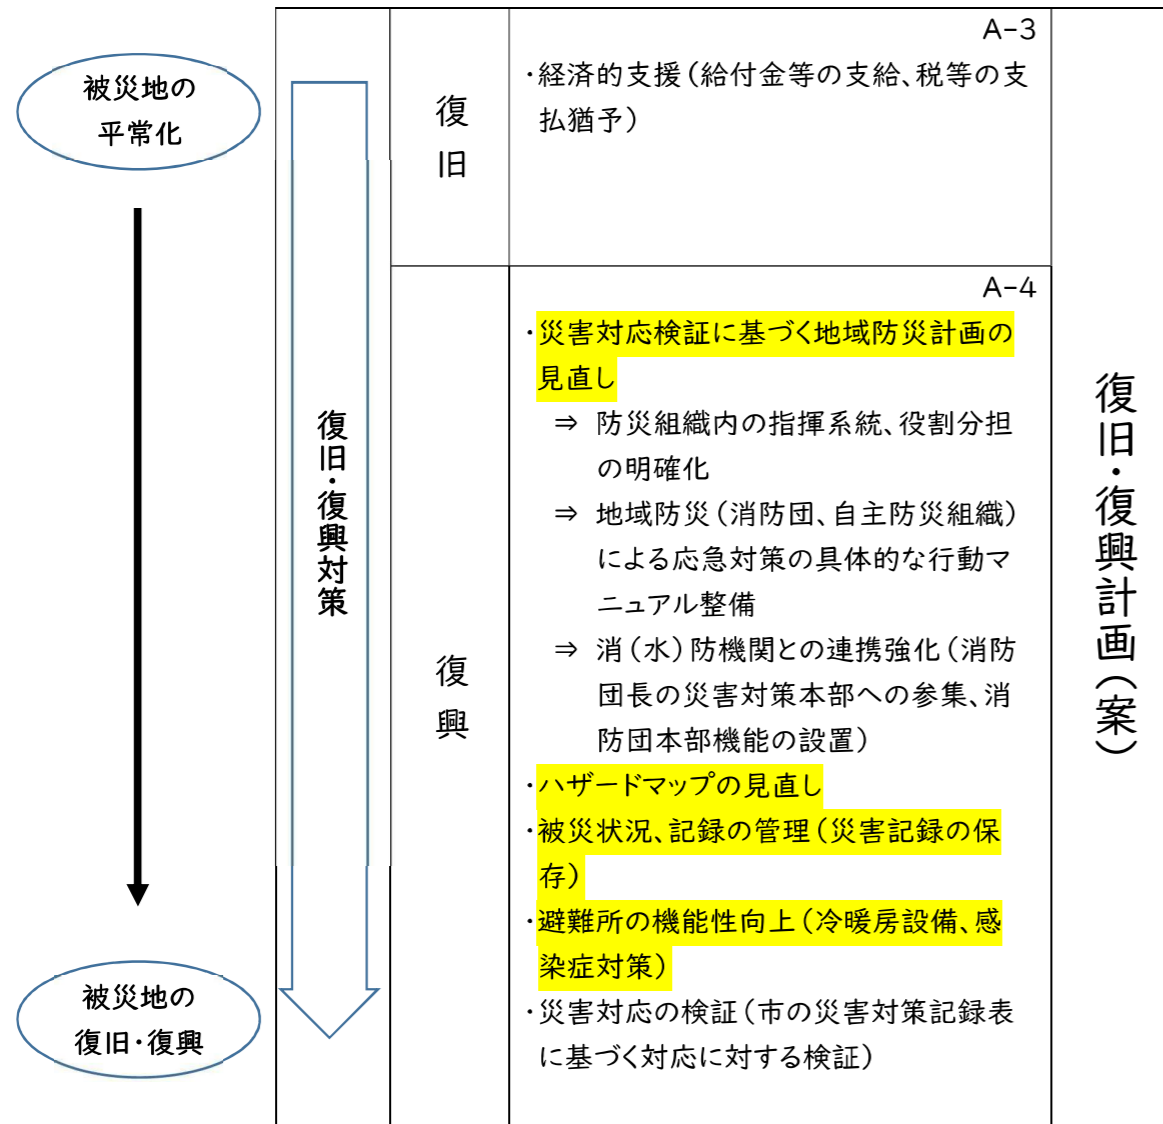 被災地の
平常化
被災地の
復旧・復興
復旧・復興対策
復旧
A-3
・経済的支援(給付金等の支給、税等の支
払猶予)
復興
A-4
・災害対応検証に基づく地域防災計画の
見直し
⇒ 防災組織内の指揮系統、役割分担
の明確化
⇒ 地域防災(消防団、自主防災組織)
による応急対策の具体的な行動マ
ニュアル整備
⇒ 消(水)防機関との連携強化(消防
団長の災害対策本部への参集、消
防団本部機能の設置)
・ハザードマップの見直し
・被災状況、記録の管理(災害記録の保
存)
・避難所の機能性向上(冷暖房設備、感
染症対策)
・災害対応の検証(市の災害対策記録表
に基づく対応に対する検証)
復旧・復興計画(案)